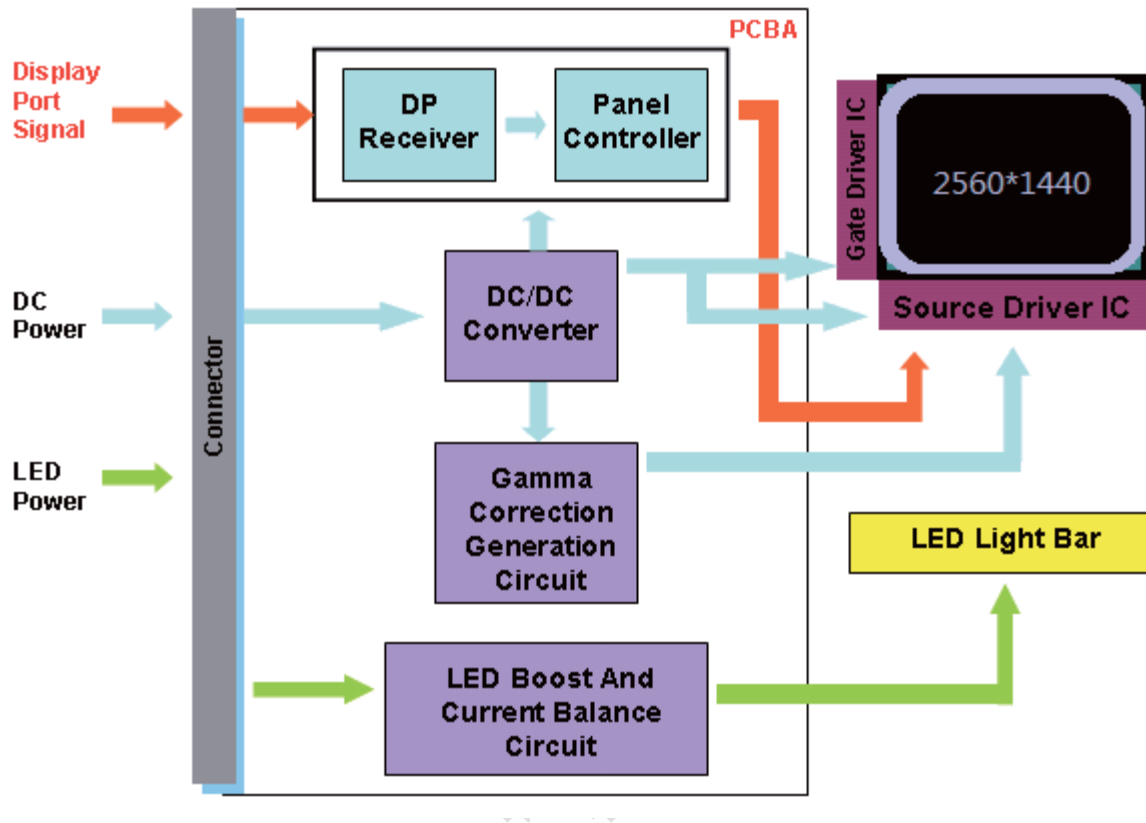 PCBA
Display
Port
Signal
DP
Receiver
Panel
Controller
Gate Driver IC
2560*1440
Source Driver IC
DC
Power
DC/DC
Converter
Connector
LED
Power
Gamma
Correction
Generation
Circuit
LED Light Bar
LED Boost And
Current Balance
Circuit